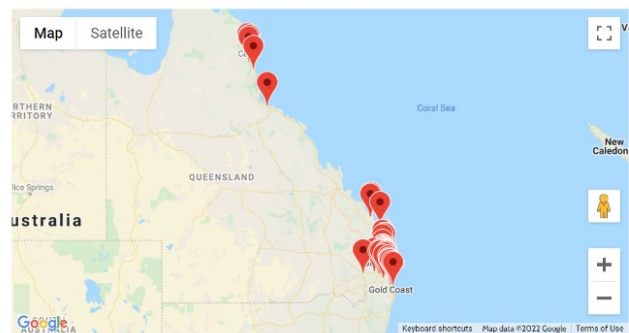 Map Satellite
Coral Sea
RTHERN
RRITORY
New
Caledon
QUEENSLAND
lice Springs
ustralia
Gold Coast
Google
AUSTRALIA
Keyboard shortcuts Map data ©2022 Google Terms of Use